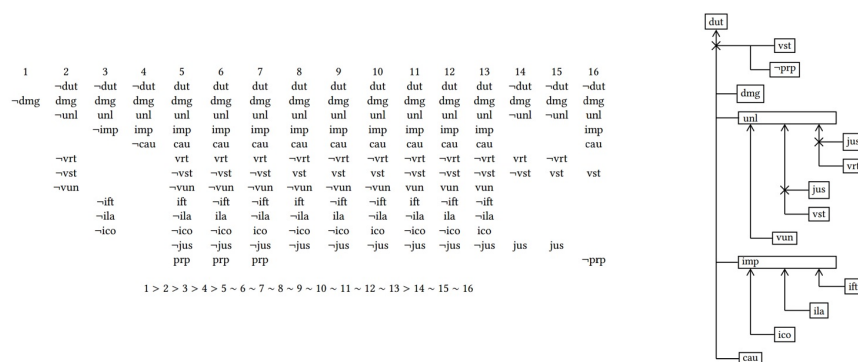 1 2 3 4 5 6 7 8 9 10 11 12 13 14 15 16
¬dut ¬dut ¬dut dut dut dut dut dut dut dut dut dut ¬dut ¬dut ¬dut
¬dmg dmg dmg dmg dmg dmg dmg dmg dmg dmg dmg dmg dmg dmg dmg dmg
¬unl unl unl unl unl unl unl unl unl unl unl unl ¬unl ¬unl unl
¬imp imp imp imp imp imp imp imp imp imp imp imp
¬cau cau cau cau cau cau cau cau cau cau cau
¬vrt vrt vrt vrt ¬vrt ¬vrt ¬vrt ¬vrt ¬vrt ¬vrt vrt ¬vrt
¬vst ¬vst ¬vst ¬vst vst vst vst ¬vst ¬vst ¬vst ¬vst vst vst
¬vun ¬vun ¬vun ¬vun ¬vun ¬vun ¬vun vun vun vun
¬ift ift ¬ift ¬ift ift ¬ift ¬ift ift ¬ift ¬ift
¬ila ¬ila ila ¬ila ¬ila ila ¬ila ¬ila ila ¬ila
¬ico ¬ico ¬ico ico ¬ico ¬ico ico ¬ico ¬ico ico
¬jus ¬jus ¬jus ¬jus ¬jus ¬jus ¬jus ¬jus ¬jus jus jus
prp prp prp ¬prp
1 > 2 > 3 > 4 > 5 ∼ 6 ∼ 7 ∼ 8 ∼ 9 ∼ 10 ∼ 11 ∼ 12 ∼ 13 > 14 ∼ 15 ∼ 16
dut
vst
¬prp
dmg
unl
jus
vrt
jus
vst
vun
imp
ift
ila
ico
cau